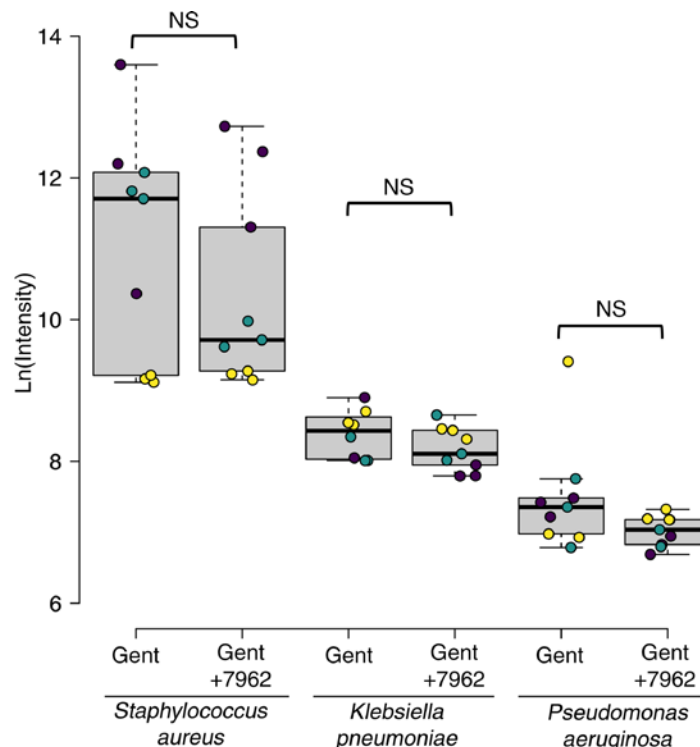 14
12
10
8
6
Ln(Intensity)
NS
NS
NS
Gent
Gent
+7962
Gent
Gent
+7962
Gent
Gent
+7962
Staphylococcus
aureus
Klebsiella
pneumoniae
Pseudomonas
aeruginosa